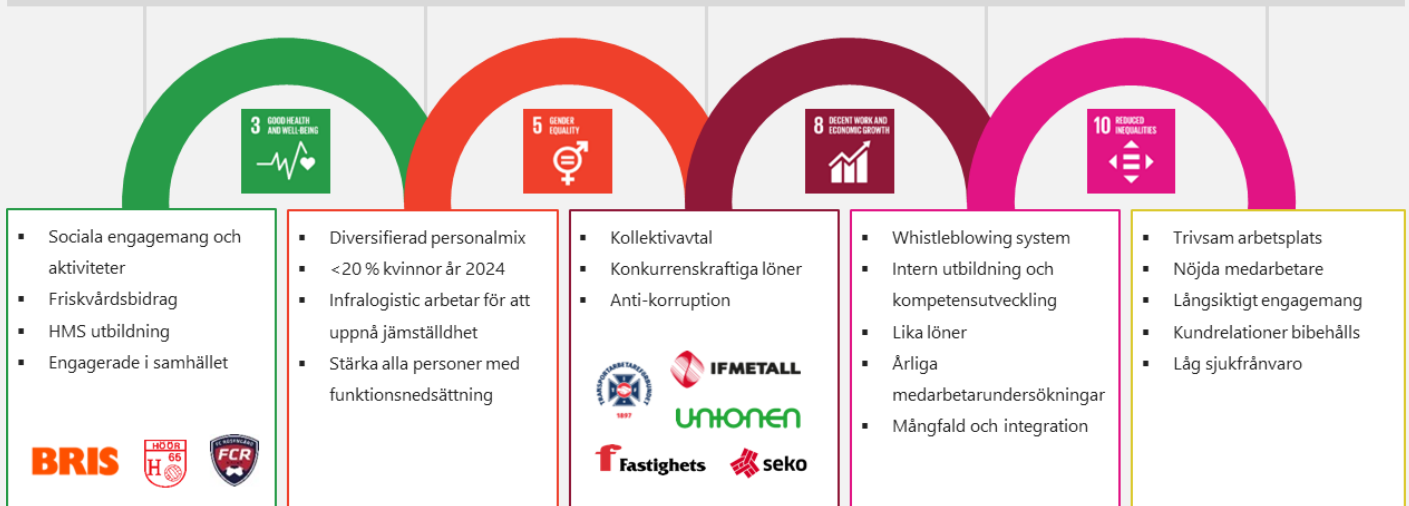 3 GOOD HEALTH
AND WELL-BEING
5 GENDER
EQUALITY
8 DECENT WORK AND
ECONOMIC GROWTH
10 REDUCED
INEQUALITIES
▪ Sociala engagemang och
aktiviteter
▪ Friskvårdsbidrag
▪ HMS utbildning
▪ Engagerade i samhället
BRIS
HÖÖR
H 65
FC ROSENGÅRD
FCR
▪ Diversifierad personalmix
▪ <20 % kvinnor år 2024
▪ Infralogistic arbetar för att
uppnå jämställdhet
▪ Stärka alla personer med
funktionsnedsättning
▪ Kollektivavtal
▪ Konkurrenskraftiga löner
▪ Anti-korruption
TRANSPORTARBETAREFÖRBUNDET
1897
IFMETALL
unionen
Fastighets
seko
▪ Whistleblowing system
▪ Intern utbildning och
kompetensutveckling
▪ Lika löner
▪ Årliga
medarbetarundersökningar
▪ Mångfald och integration
▪ Trivsam arbetsplats
▪ Nöjda medarbetare
▪ Långsiktigt engagemang
▪ Kundrelationer bibehålls
▪ Låg sjukfrånvaro